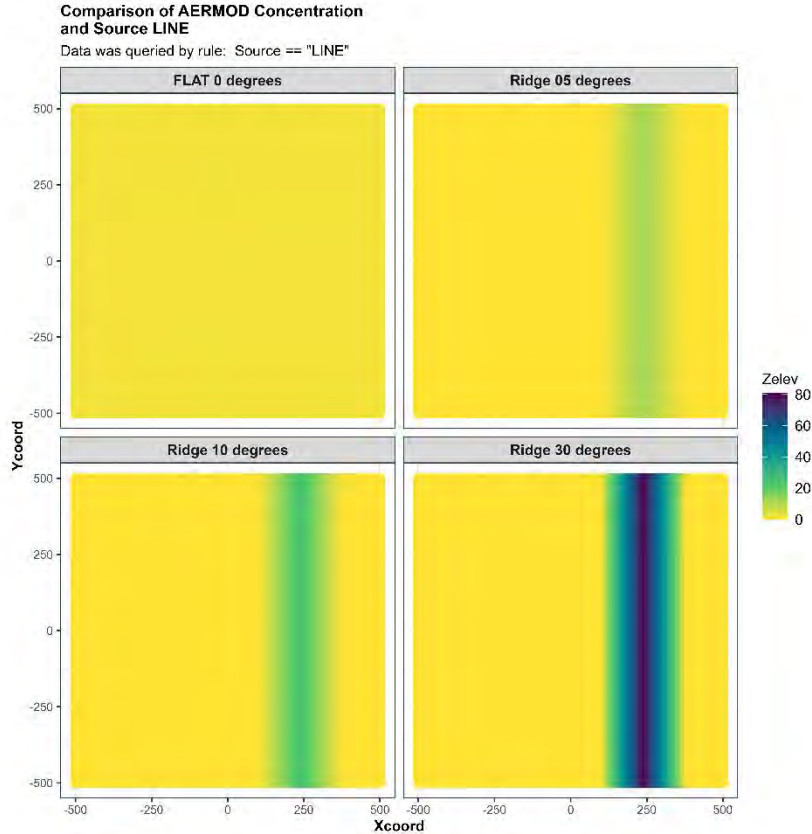 Comparison of AERMOD Concentration
and Source LINE
Data was queried by rule: Source == "LINE"
FLAT 0 degrees
Ridge 05 degrees
500
250
0
-250
-500
Ycoord
Ridge 10 degrees
Ridge 30 degrees
500
250
0
-250
-500
-500 -250 0 250 500
-500 -250 0 250 500
Xcoord
Zelev
80
60
40
20
0